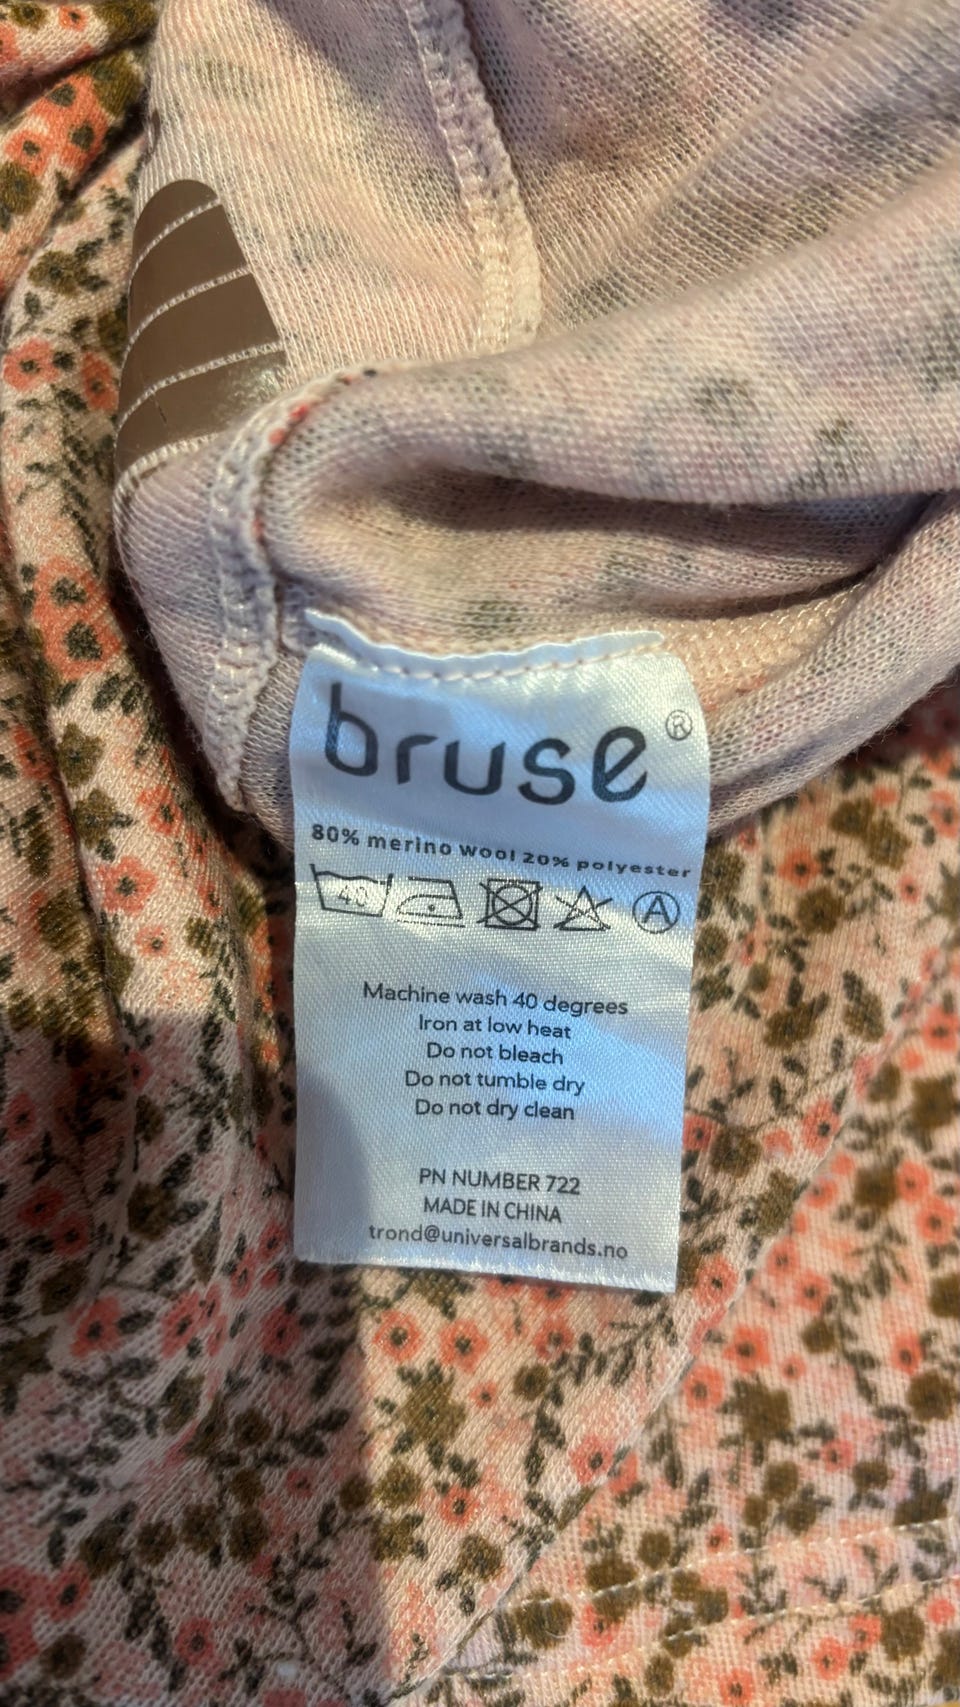 bruse®
80% merino wool 20% polyester
40 A
Machine wash 40 degrees
Iron at low heat
Do not bleach
Do not tumble dry
Do not dry clean
PN NUMBER 722
MADE IN CHINA
trond@universalbrands.no